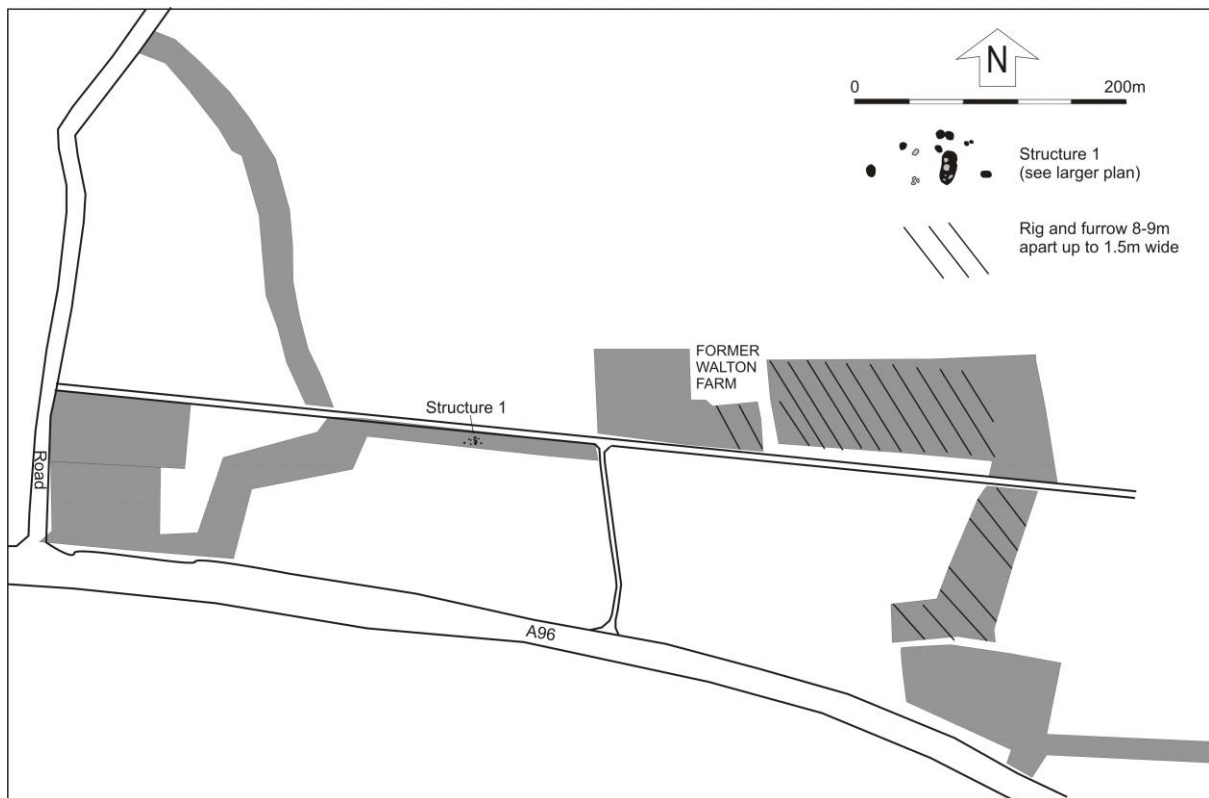 N
0 200m
Structure 1
(see larger plan)
Rig and furrow 8-9m
apart up to 1.5m wide
FORMER
WALTON
FARM
Structure 1
Road
A96